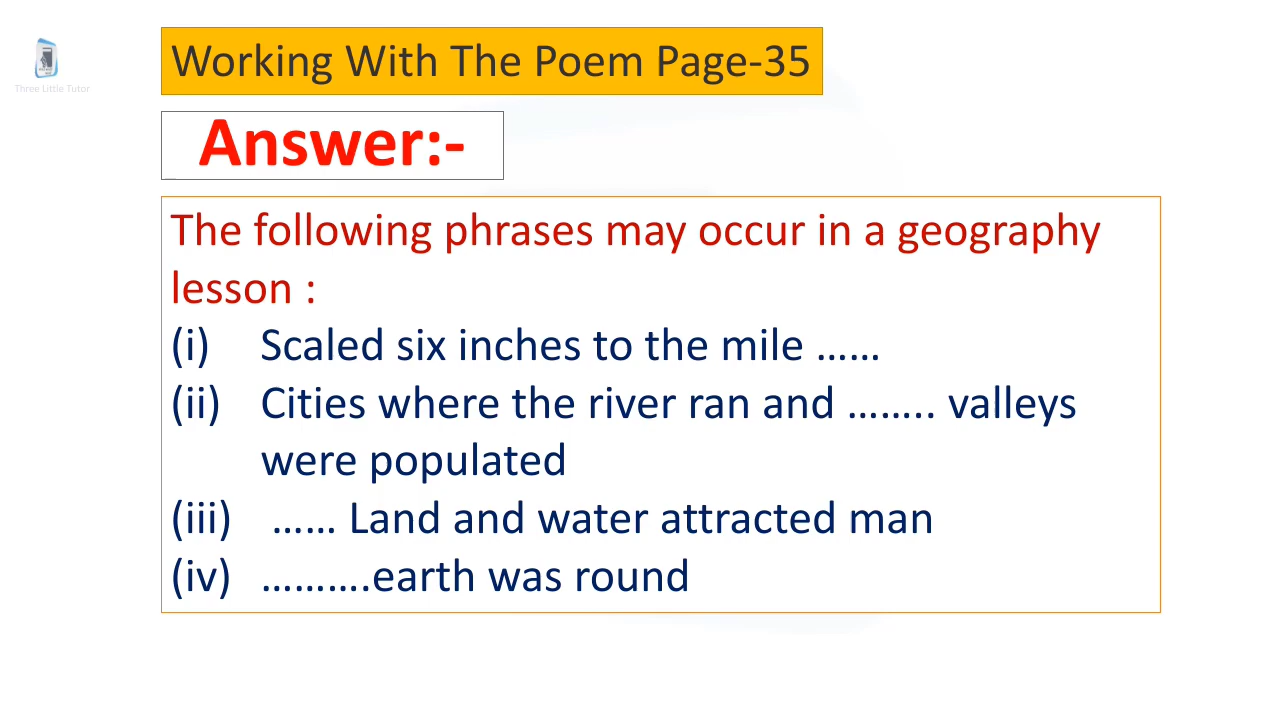 Three Little Tutor
Working With The Poem Page-35
Answer:-
The following phrases may occur in a geography
lesson :
(i) Scaled six inches to the mile ……
(ii) Cities where the river ran and …….. valleys
were populated
(iii) …… Land and water attracted man
(iv) ……….earth was round